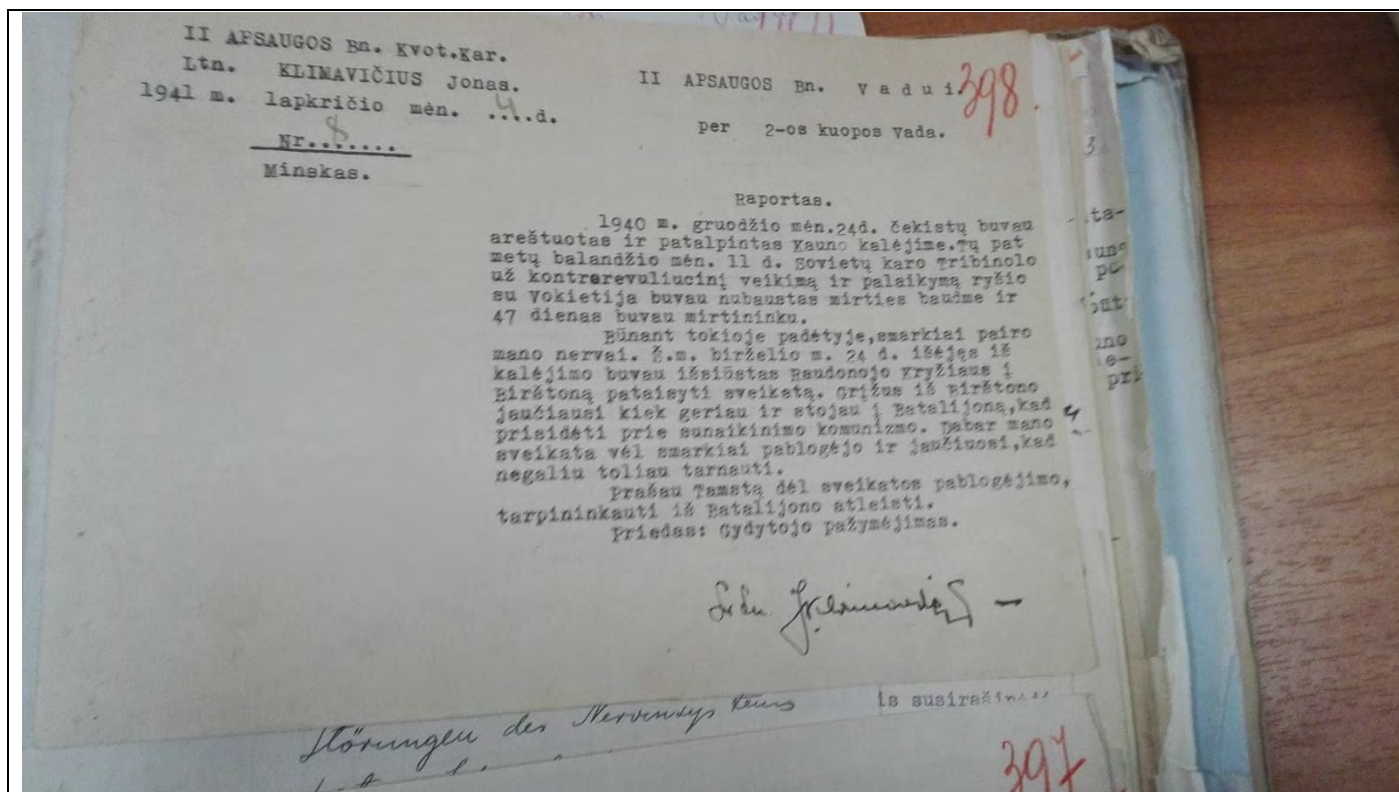 II APSAUGOS Bn. Kvot.Kar.
Ltn. KLIMAVIČIUS Jonas.
1941 m. lapkričio mėn. 4 ....d.
Nr....8....
Minskas.
II APSAUGOS Bn. V a d u i.
398.
per 2-os kuopos Vadą.
Raportas.
1940 m. gruodžio mėn.24d. čekistų buvau
areštuotas ir patalpintas Kauno kalėjime.Tų pat
metų balandžio mėn. 11 d. Sovietų karo Tribinolo
už kontrerevuliucinį veikimą ir palaikymą ryšio
su Vokietija buvau nubaustas mirties baudme ir
47 dienas buvau mirtininku.
Būnant tokioje padėtyje,smarkiai pairo
mano nervai. Š.m. birželio m. 24 d. išėjęs iš
kalėjimo buvau išsiūstas Raudonojo Kryžiaus į
Birštoną pataisyti sveikatą. Grįžus iš Birštono
jaučiausi kiek geriau ir stojau į Batalijoną,kad
prisidėti prie sunaikinimo komunizmo. Dabar mano
sveikata vėl smarkiai pablogėjo ir jaučiuosi,kad
negaliu toliau tarnauti.
Prašau Tamstą dėl sveikatos pablogėjimo,
tarpininkauti iš Batalijono atleisti.
Priedas: Gydytojo pažymėjimas.
Störungen des Nervensystems
is
397